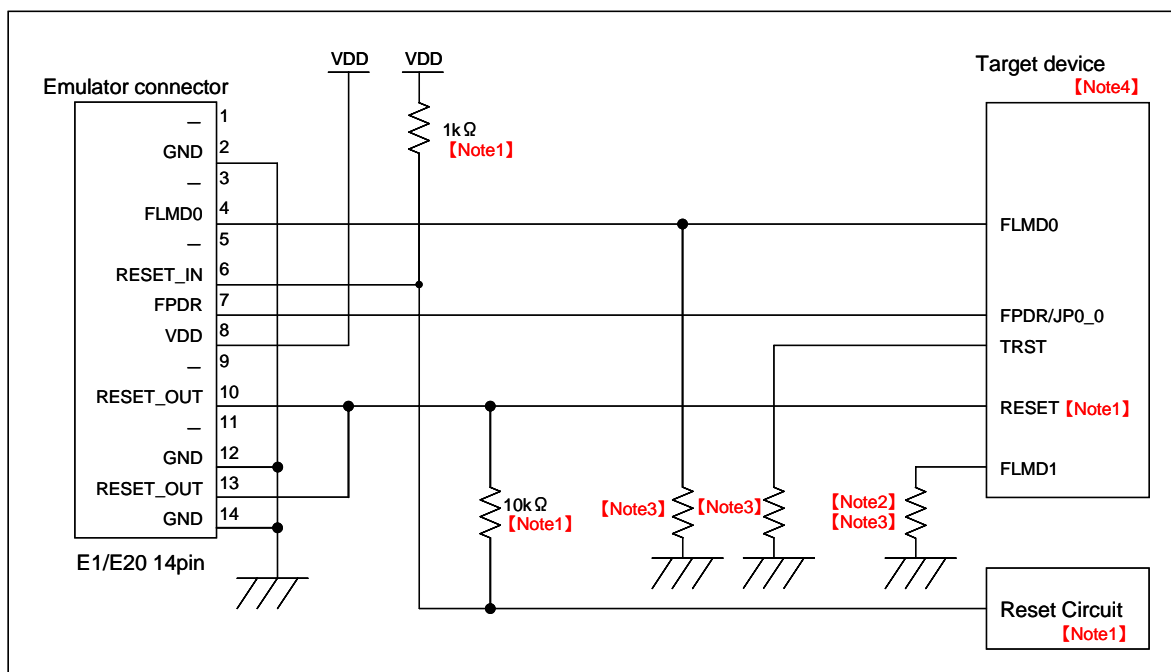 VDD
VDD
Emulator connector
Target device
【Note4】
1kΩ
【Note1】
— 1
GND 2
— 3
FLMD0 4
— 5
RESET_IN 6
FPDR 7
VDD 8
— 9
RESET_OUT 10
— 11
GND 12
RESET_OUT 13
GND 14
E1/E20 14pin
FLMD0
FPDR/JP0_0
TRST
RESET【Note1】
FLMD1
10kΩ
【Note1】
【Note3】
【Note3】
【Note2】
【Note3】
Reset Circuit
【Note1】